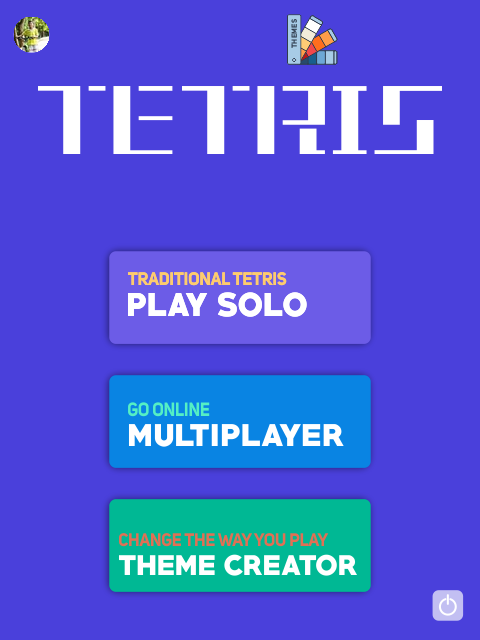 THEMES
TETRIS
TRADITIONAL TETRIS
PLAY SOLO
GO ONLINE
MULTIPLAYER
CHANGE THE WAY YOU PLAY
THEME CREATOR